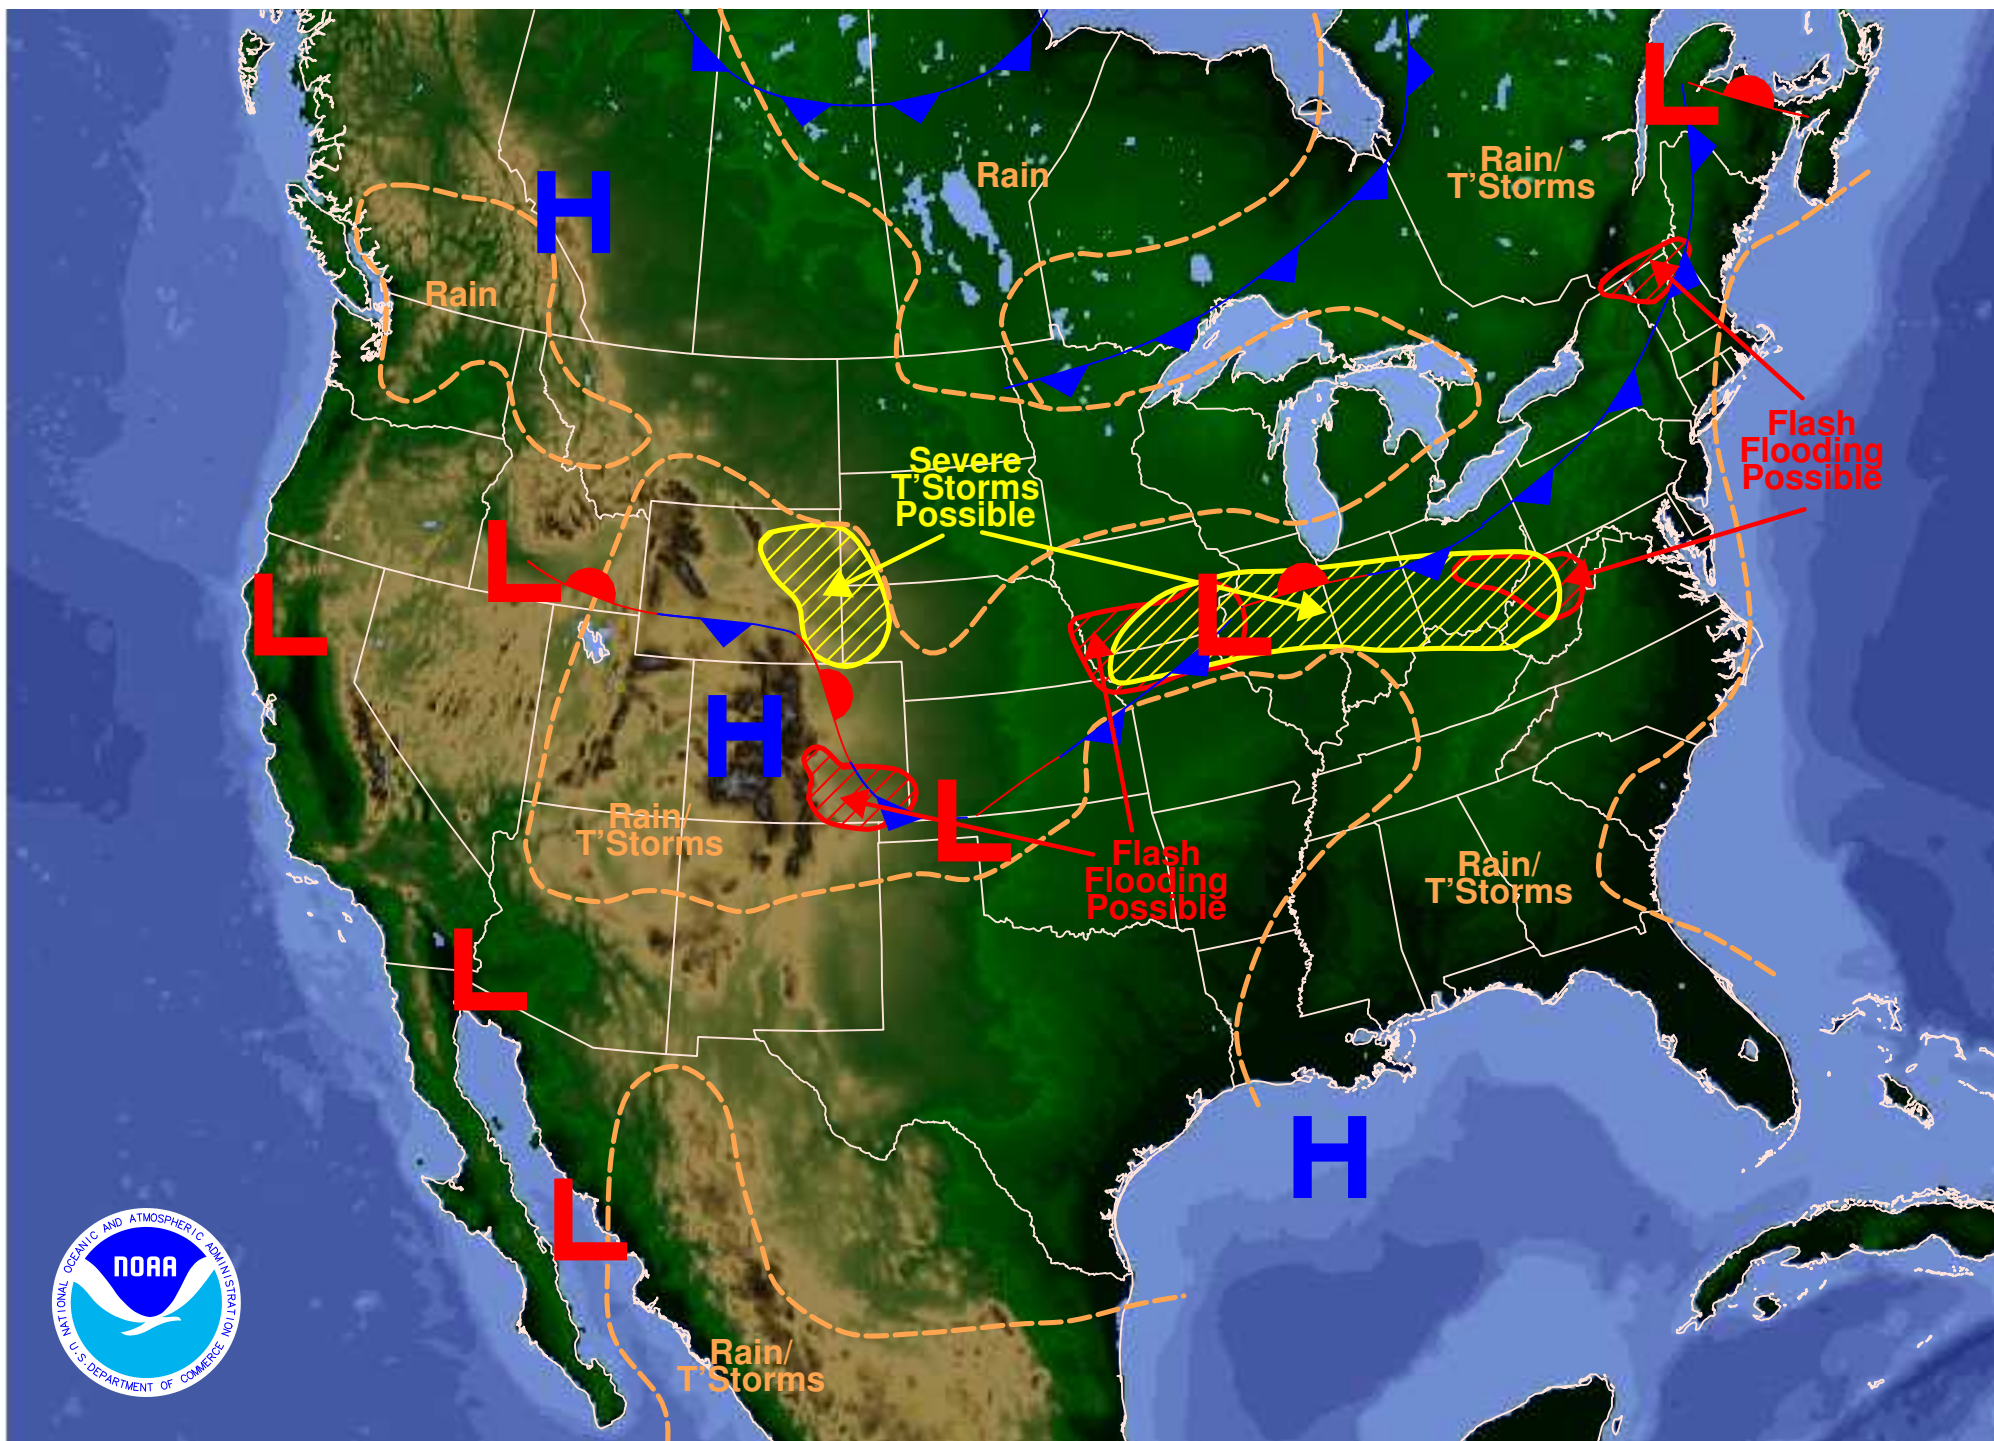 L
Rain/
T'Storms
Rain
H
Rain
Flash
Flooding
Possible
Severe
T'Storms
Possible
L
L
L
H
Rain/
T'Storms
L
Flash
Flooding
Possible
Rain/
T'Storms
L
H
L
Rain/
T'Storms
NATIONAL OCEANIC AND ATMOSPHERIC ADMINISTRATION
NOAA
U.S. DEPARTMENT OF COMMERCE